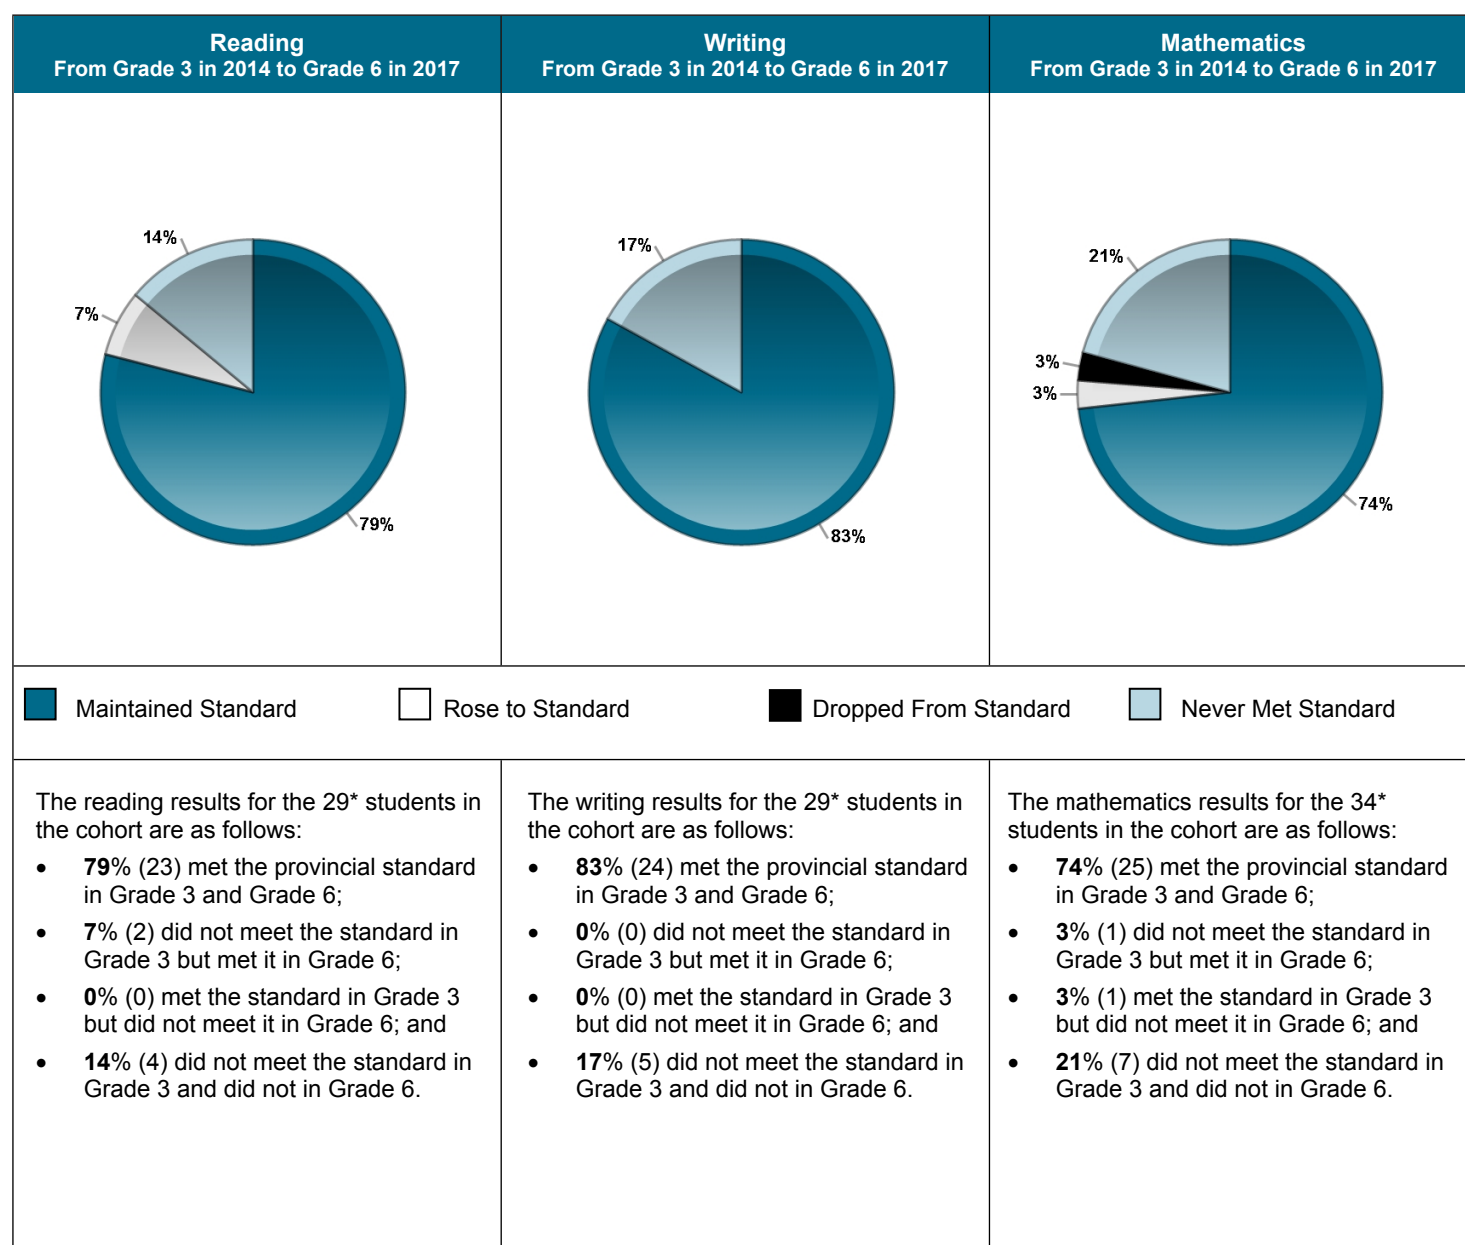 Reading
From Grade 3 in 2014 to Grade 6 in 2017
Writing
From Grade 3 in 2014 to Grade 6 in 2017
Mathematics
From Grade 3 in 2014 to Grade 6 in 2017
14%
7%
79%
17%
83%
21%
3%
3%
74%
Maintained Standard
Rose to Standard
Dropped From Standard
Never Met Standard
The reading results for the 29* students in
the cohort are as follows:
• 79% (23) met the provincial standard
in Grade 3 and Grade 6;
• 7% (2) did not meet the standard in
Grade 3 but met it in Grade 6;
• 0% (0) met the standard in Grade 3
but did not meet it in Grade 6; and
• 14% (4) did not meet the standard in
Grade 3 and did not in Grade 6.
The writing results for the 29* students in
the cohort are as follows:
• 83% (24) met the provincial standard
in Grade 3 and Grade 6;
• 0% (0) did not meet the standard in
Grade 3 but met it in Grade 6;
• 0% (0) met the standard in Grade 3
but did not meet it in Grade 6; and
• 17% (5) did not meet the standard in
Grade 3 and did not in Grade 6.
The mathematics results for the 34*
students in the cohort are as follows:
• 74% (25) met the provincial standard
in Grade 3 and Grade 6;
• 3% (1) did not meet the standard in
Grade 3 but met it in Grade 6;
• 3% (1) met the standard in Grade 3
but did not meet it in Grade 6; and
• 21% (7) did not meet the standard in
Grade 3 and did not in Grade 6.